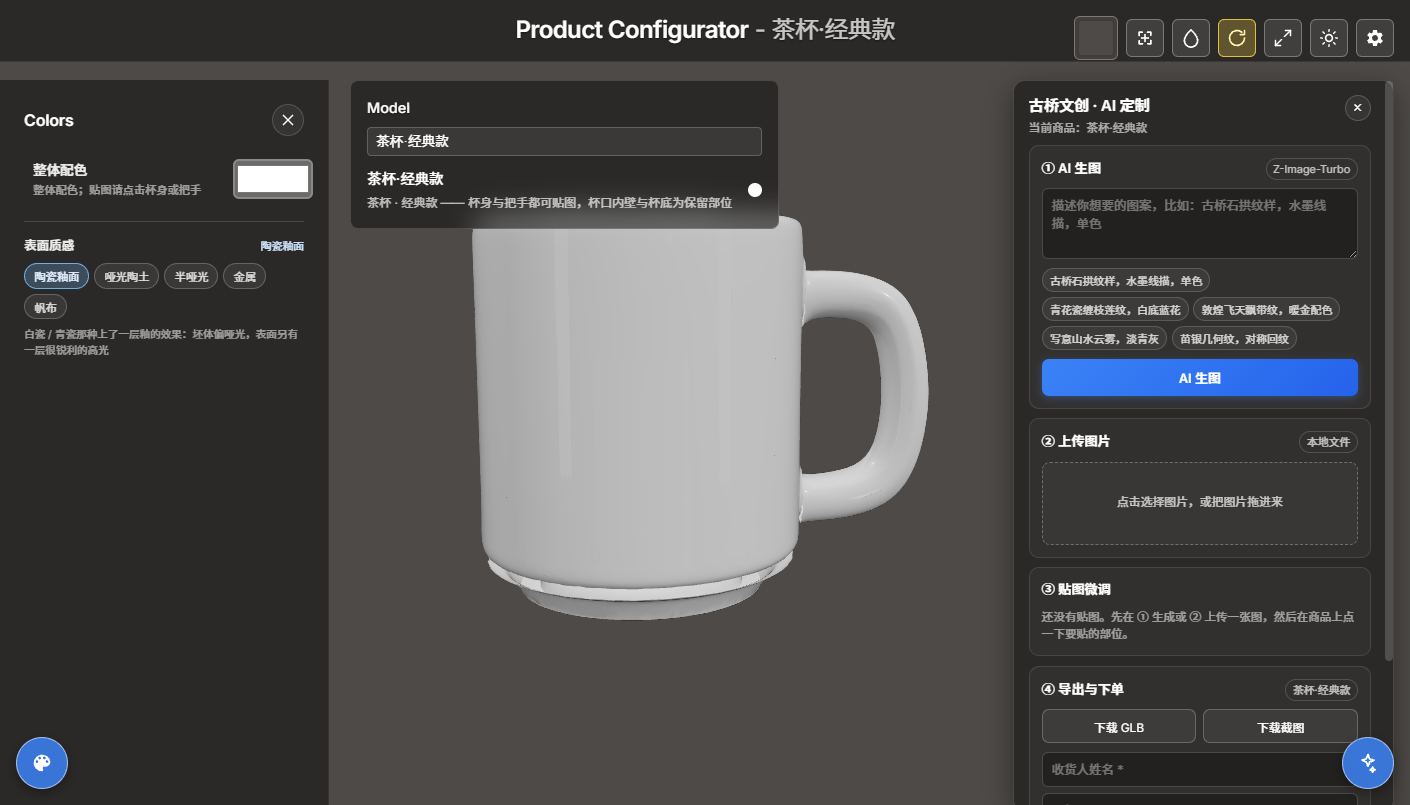 Product Configurator - 茶杯·经典款
Colors
整体配色
整体配色；贴图请点击杯身或把手
表面质感
陶瓷釉面
陶瓷釉面
哑光陶土
半哑光
金属
帆布
白瓷 / 青瓷那种上了一层釉的效果：坯体偏哑光，表面另有
一层很锐利的高光
Model
茶杯·经典款
茶杯·经典款
茶杯 · 经典款 —— 杯身与把手都可贴图，杯口内壁与杯底为保留部位
古桥文创 · AI 定制
当前商品：茶杯·经典款
① AI 生图
Z-Image-Turbo
描述你想要的图案，比如：古桥石拱纹样，水墨线
描，单色
古桥石拱纹样，水墨线描，单色
青花瓷缠枝莲纹，白底蓝花
敦煌飞天飘带纹，暖金配色
写意山水云雾，淡青灰
苗银几何纹，对称回纹
AI 生图
② 上传图片
本地文件
点击选择图片，或把图片拖进来
③ 贴图微调
还没有贴图。先在 ① 生成或 ② 上传一张图，然后在商品上点
一下要贴的部位。
④ 导出与下单
茶杯·经典款
下载 GLB
下载截图
收货人姓名 *